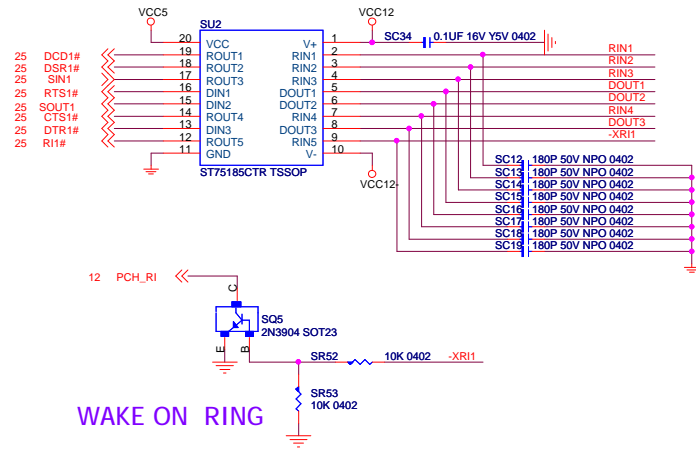 VCC5 VCC12
SU2
20 VCC V+ 1 SC34 0.1UF 16V Y5V 0402
25 DCD1# 19 ROUT1 RIN1 2 RIN1
25 DSR1# 18 ROUT2 RIN2 3 RIN2
25 SIN1 17 ROUT3 RIN3 4 RIN3
25 RTS1# 16 DIN1 DOUT1 5 DOUT1
25 SOUT1 15 DIN2 DOUT2 6 DOUT2
25 CTS1# 14 ROUT4 RIN4 7 RIN4
25 DTR1# 13 DIN3 DOUT3 8 DOUT3
25 RI1# 12 ROUT5 RIN5 9 -XRI1
11 GND V- 10
ST75185CTR TSSOP
VCC12-
SC12 180P 50V NPO 0402
SC13 180P 50V NPO 0402
SC14 180P 50V NPO 0402
SC15 180P 50V NPO 0402
SC16 180P 50V NPO 0402
SC17 180P 50V NPO 0402
SC18 180P 50V NPO 0402
SC19 180P 50V NPO 0402
12 PCH_RI
C
SQ5
2N3904 SOT23
E B
SR52 10K 0402 -XRI1
SR53
10K 0402
WAKE ON RING